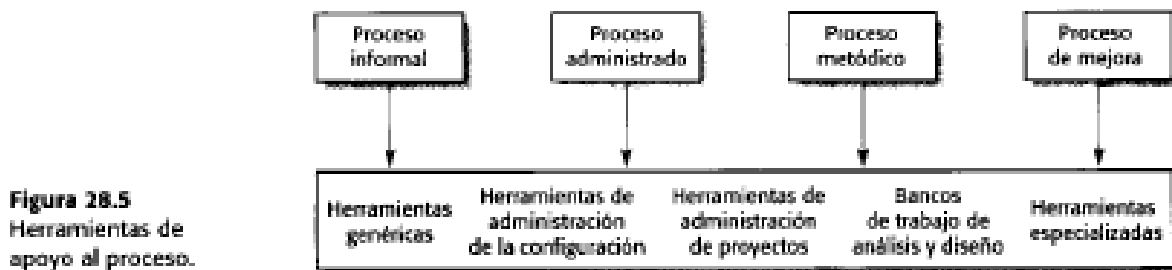 Proceso
informal
Proceso
administrado
Proceso
metódico
Proceso
de mejora
Herramientas
genéricas
Herramientas de
administración
de la configuración
Herramientas de
administración
de proyectos
Bancos
de trabajo de
análisis y diseño
Herramientas
especializadas
Figura 28.5
Herramientas de
apoyo al proceso.